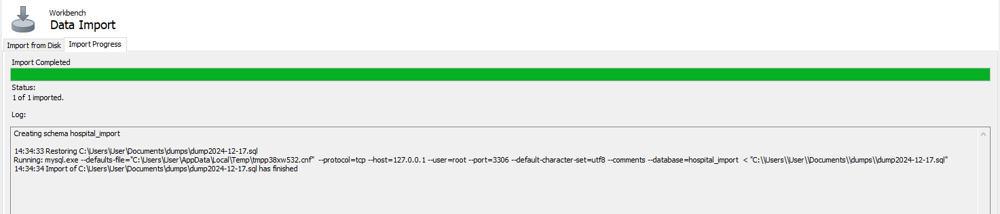 Workbench
Data Import
Import from Disk
Import Progress
Import Completed
Status:
1 of 1 imported.
Log:
Creating schema hospital_import
14:34:33 Restoring C:\Users\User\Documents\dumps\dump2024-12-17.sql
Running: mysql.exe --defaults-file="C:\Users\User\AppData\Local\Temp\tmpp38xw532.cnf"  --protocol=tcp --host=127.0.0.1 --user=root --port=3306 --default-character-set=utf8 --comments --database=hospital_import  < "C:\\Users\\User\\Documents\\dumps\\dump2024-12-17.sql"
14:34:34 Import of C:\Users\User\Documents\dumps\dump2024-12-17.sql has finished